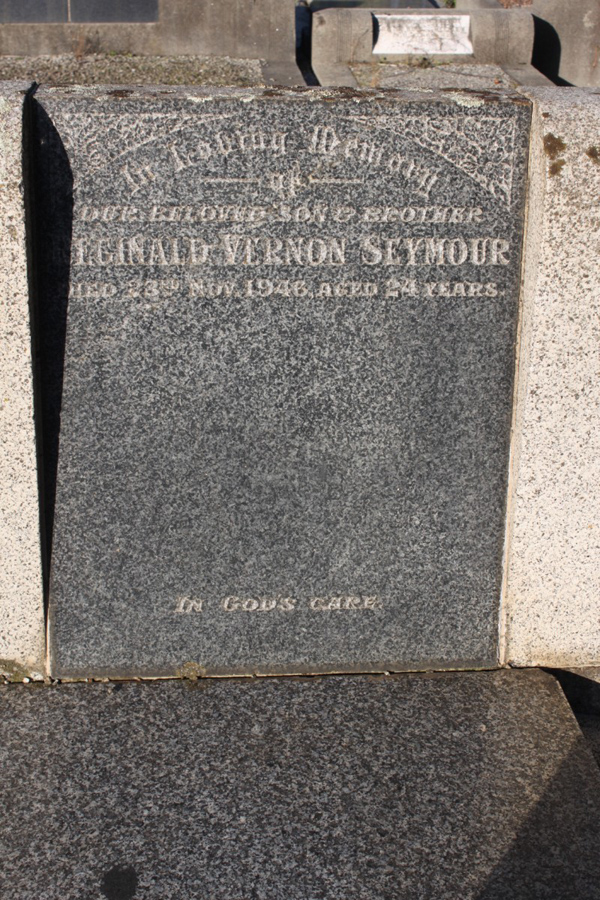 In Loving Memory
of
OUR BELOVED SON & BROTHER
REGINALD VERNON SEYMOUR
DIED 23RD NOV. 1946, AGED 24 YEARS.
IN GOD'S CARE.